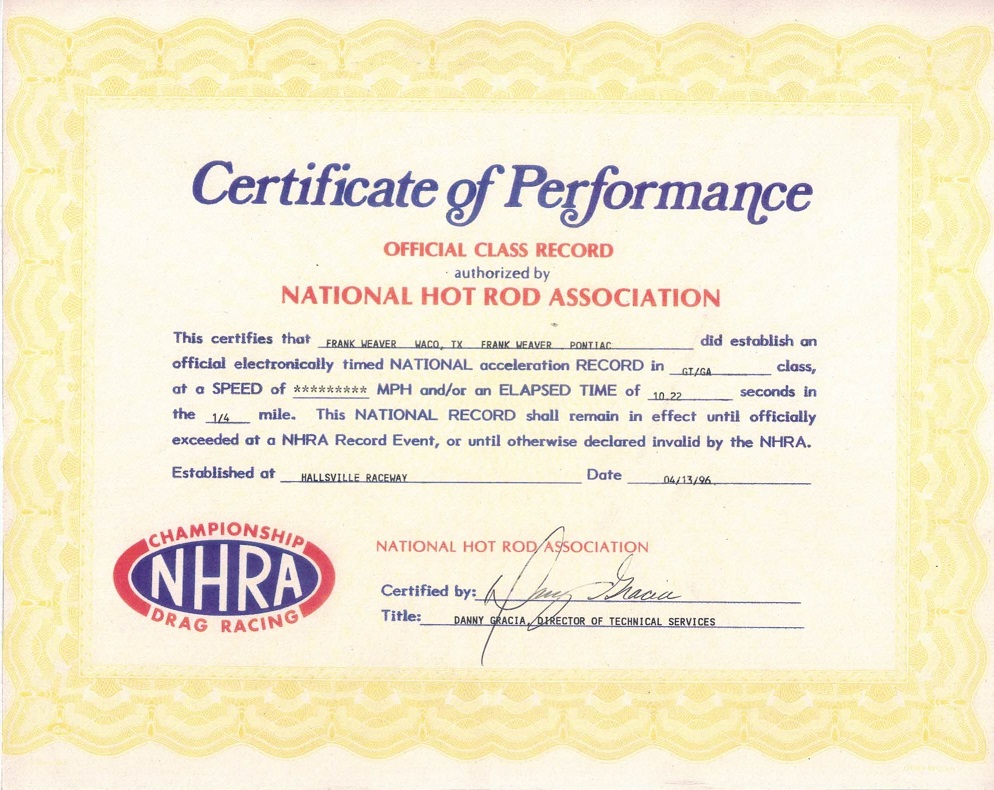 Certificate of Performance
OFFICIAL CLASS RECORD
authorized by
NATIONAL HOT ROD ASSOCIATION
This certifies that FRANK WEAVER WACO, TX FRANK WEAVER PONTIAC did establish an
official electronically timed NATIONAL acceleration RECORD in GT/GA class,
at a SPEED of ********* MPH and/or an ELAPSED TIME of 10.22 seconds in
the 1/4 mile. This NATIONAL RECORD shall remain in effect until officially
exceeded at a NHRA Record Event, or until otherwise declared invalid by the NHRA.
Established at HALLSVILLE RACEWAY Date 04/13/96
CHAMPIONSHIP
NHRA
DRAG RACING
NATIONAL HOT ROD ASSOCIATION
Certified by: Danny Gracia
Title: DANNY GRACIA, DIRECTOR OF TECHNICAL SERVICES